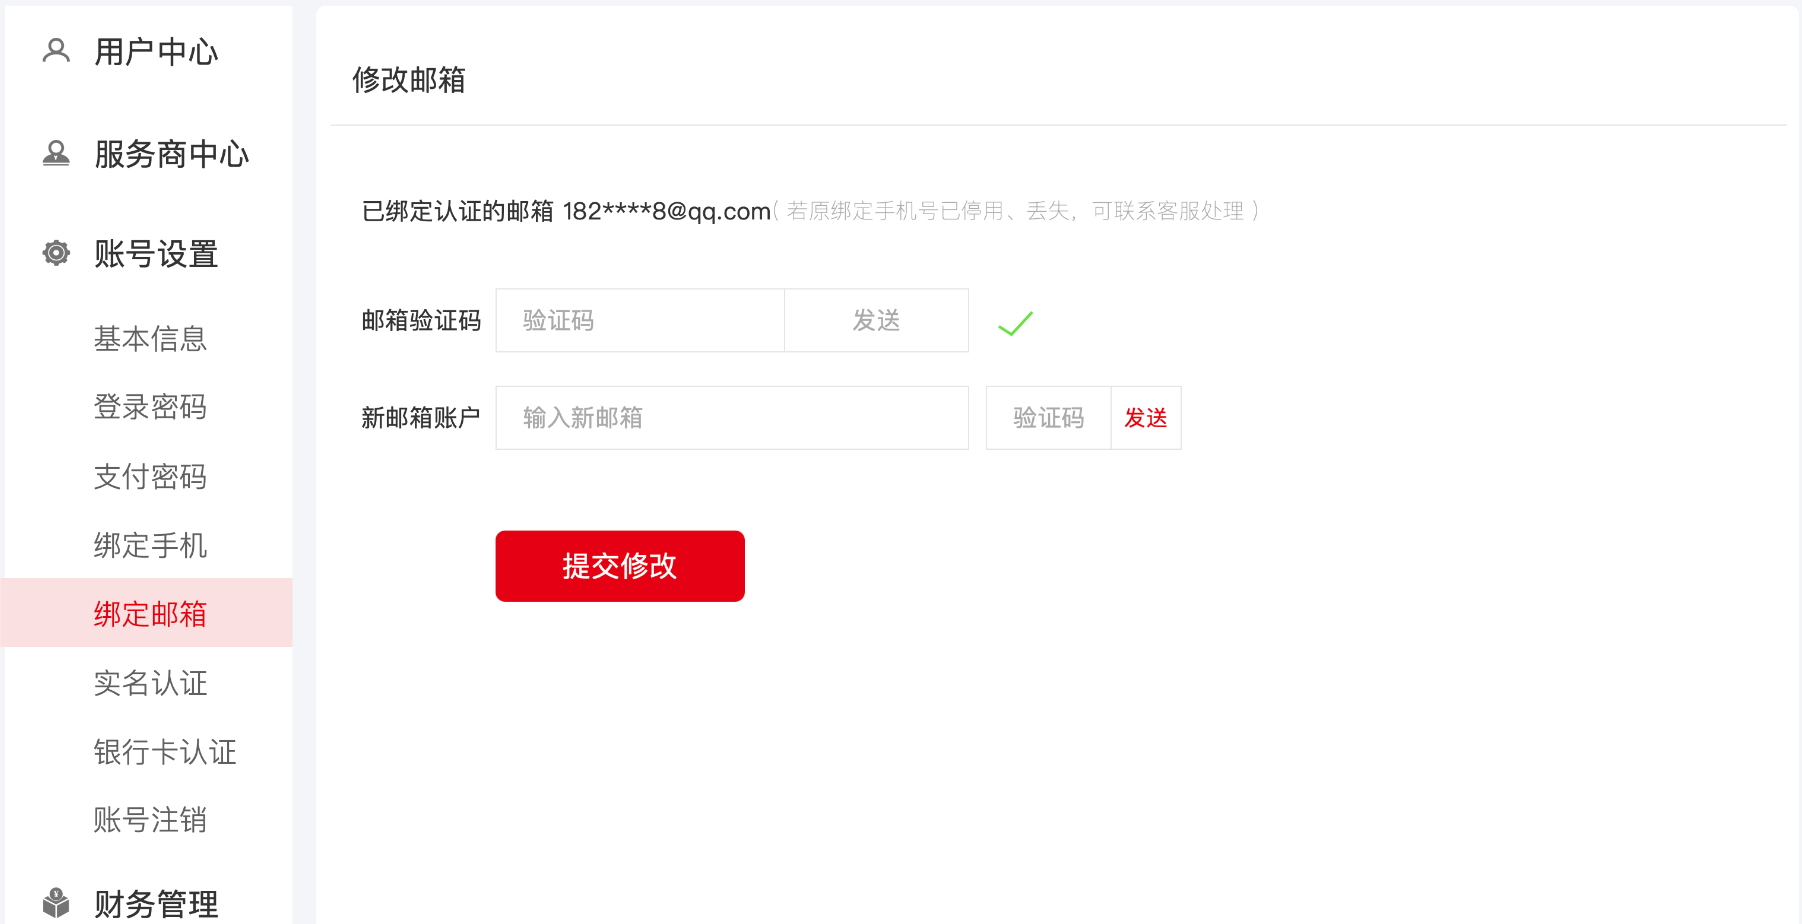 用户中心
服务商中心
账号设置
基本信息
登录密码
支付密码
绑定手机
绑定邮箱
实名认证
银行卡认证
账号注销
财务管理
修改邮箱
已绑定认证的邮箱 182****8@qq.com（若原绑定手机号已停用、丢失，可联系客服处理）
邮箱验证码 验证码 发送
新邮箱账户 输入新邮箱 验证码 发送
提交修改